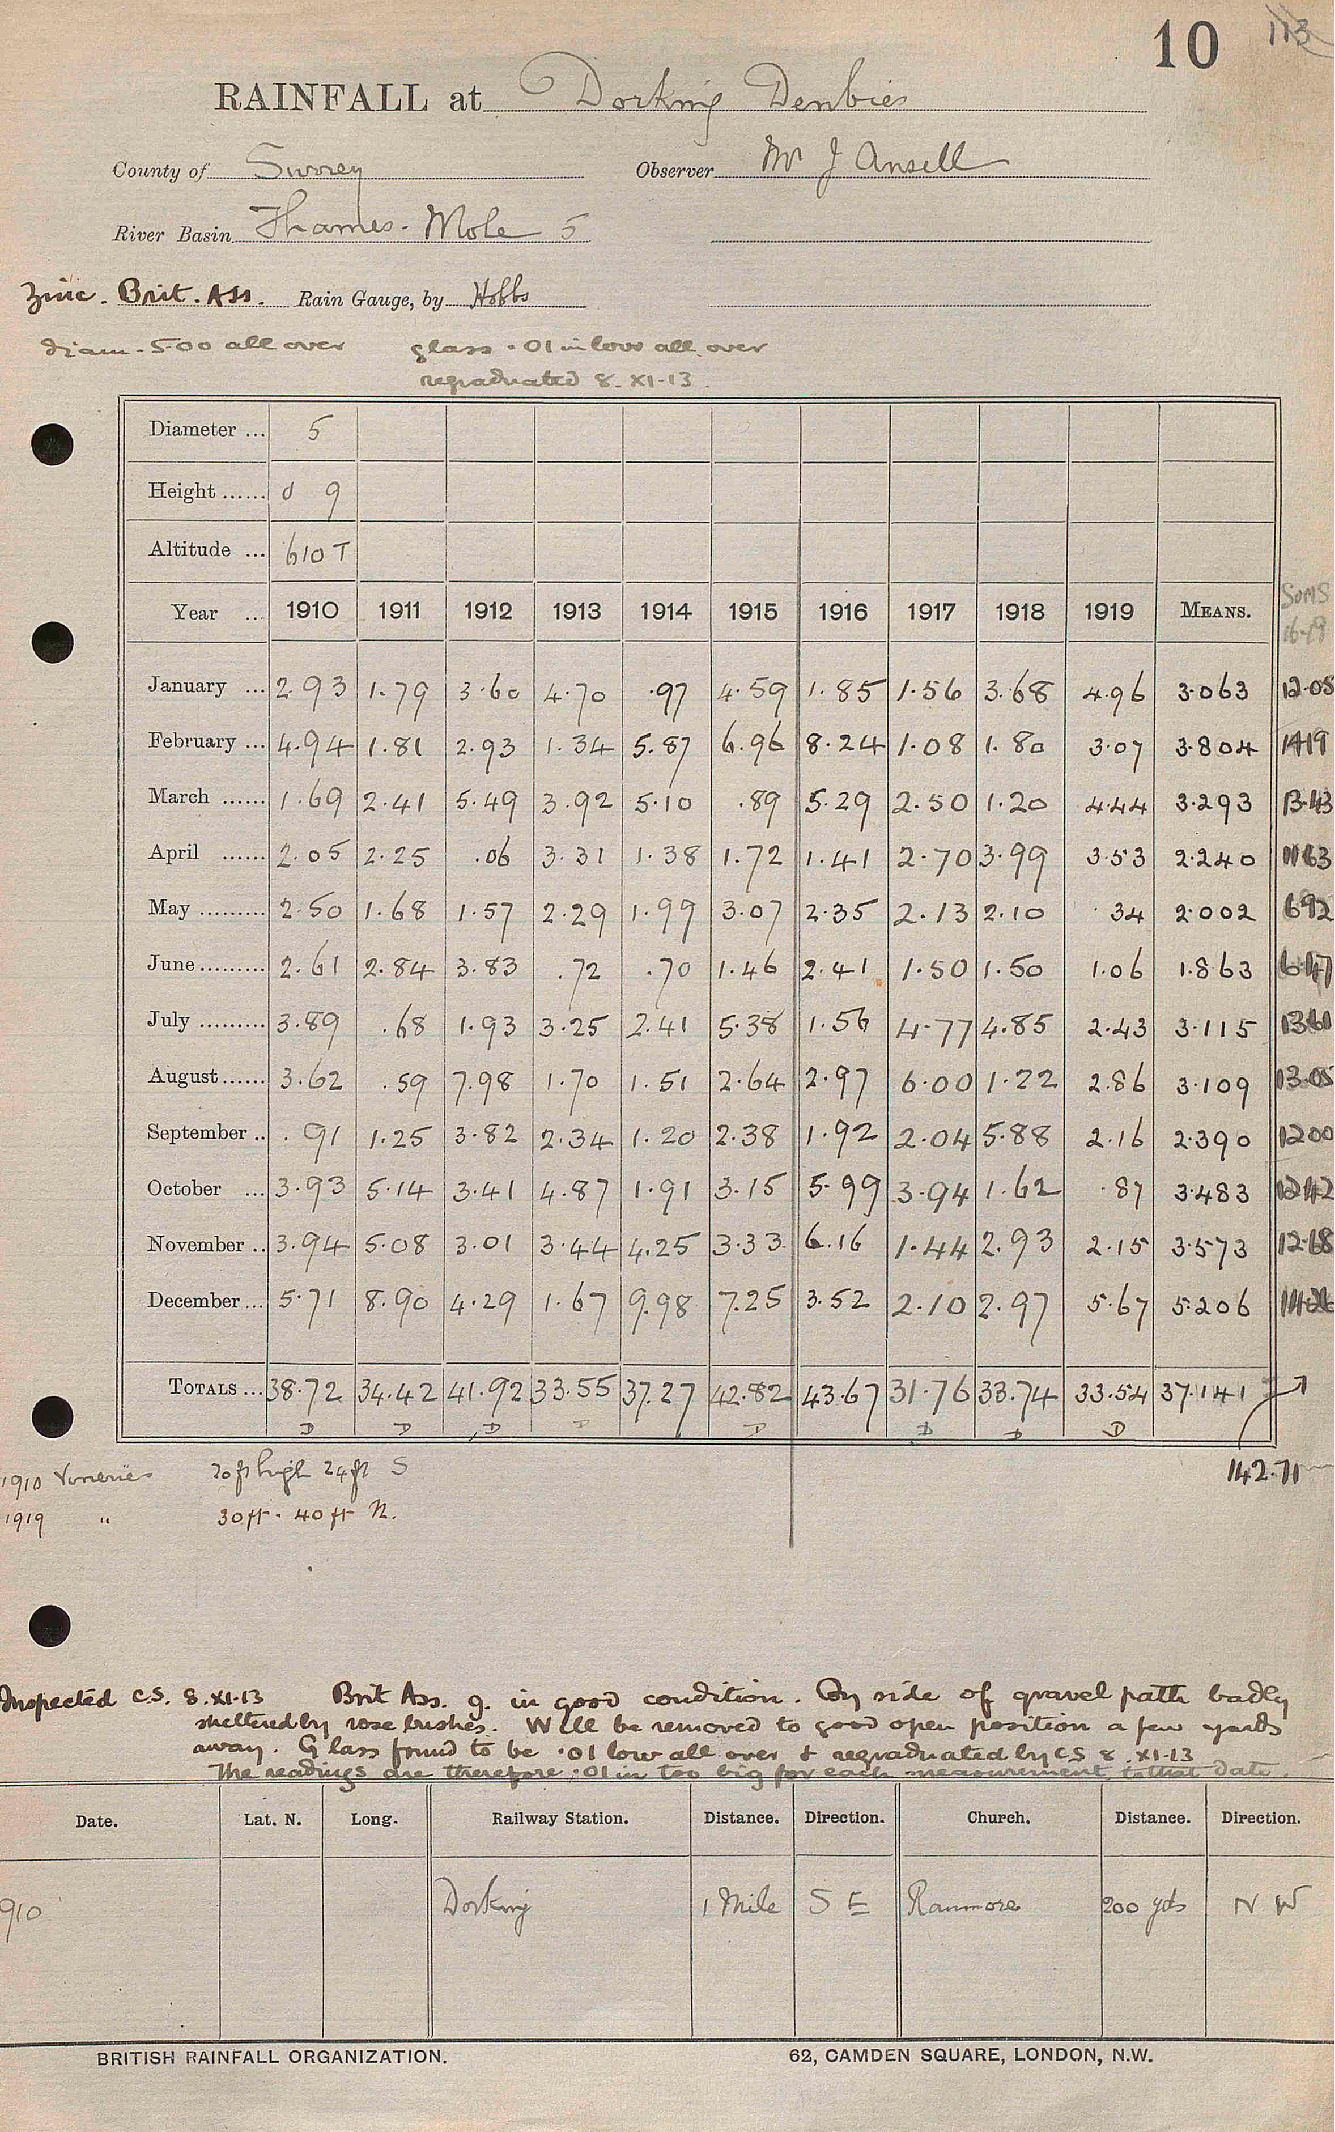 10 113
RAINFALL at Dorking Denbies
County of Surrey Observer Mr J Ansell
River Basin Thames. Mole 5
Zinc. Brit. Ass. Rain Gauge, by Hobbs
diam. 5.00 all over glass .01 in low all over
regraduated 8.XI-13.
Diameter ... 5
Height ...... 0 9
Altitude ... 610 T
Year ... 1910 1911 1912 1913 1914 1915 1916 1917 1918 1919 MEANS. Soms 16-19
January ... 2.93 1.79 3.60 4.70 .97 4.59 1.85 1.56 3.68 4.96 3.063 12.05
February ... 4.94 1.81 2.93 1.34 5.87 6.96 8.24 1.08 1.80 3.07 3.804 14.19
March ...... 1.69 2.41 5.49 3.92 5.10 .89 5.29 2.50 1.20 4.44 3.293 13.43
April ...... 2.05 2.25 .06 3.31 1.38 1.72 1.41 2.70 3.99 3.53 2.240 11.63
May ......... 2.50 1.68 1.57 2.29 1.99 3.07 2.35 2.13 2.10 .34 2.002 6.92
June ......... 2.61 2.84 3.83 .72 .70 1.46 2.41 1.50 1.50 1.06 1.863 6.47
July ......... 3.89 .68 1.93 3.25 2.41 5.38 1.56 4.77 4.85 2.43 3.115 13.61
August ...... 3.62 .59 7.98 1.70 1.51 2.64 2.97 6.00 1.22 2.86 3.109 13.05
September .. .91 1.25 3.82 2.34 1.20 2.38 1.92 2.04 5.88 2.16 2.390 12.00
October ... 3.93 5.14 3.41 4.87 1.91 3.15 5.99 3.94 1.62 .87 3.483 12.42
November .. 3.94 5.08 3.01 3.44 4.25 3.33 6.16 1.44 2.93 2.15 3.573 12.68
December ... 5.71 8.90 4.29 1.67 9.98 7.25 3.52 2.10 2.97 5.67 5.206 14.26
TOTALS ... 38.72 34.42 41.92 33.55 37.27 42.82 43.67 31.76 33.74 33.54 37.141
D D D D D D D D
142.71
1910 Vineries 20 ft high 24 ft S
1919 " 30 ft. 40 ft N.
Inspected C.S. 8.XI-13 Brit Ass. g. in good condition. By side of gravel path badly
sheltered by rose bushes. Will be removed to good open position a few yards
away. Glass found to be .01 low all over & regraduated by C S 8.XI-13
The readings are therefore .01 in too big for each measurement to that date.
Date. Lat. N. Long. Railway Station. Distance. Direction. Church. Distance. Direction.
910 Dorking 1 Mile S E Ranmore 200 yds N W
BRITISH RAINFALL ORGANIZATION. 62, CAMDEN SQUARE, LONDON, N.W.